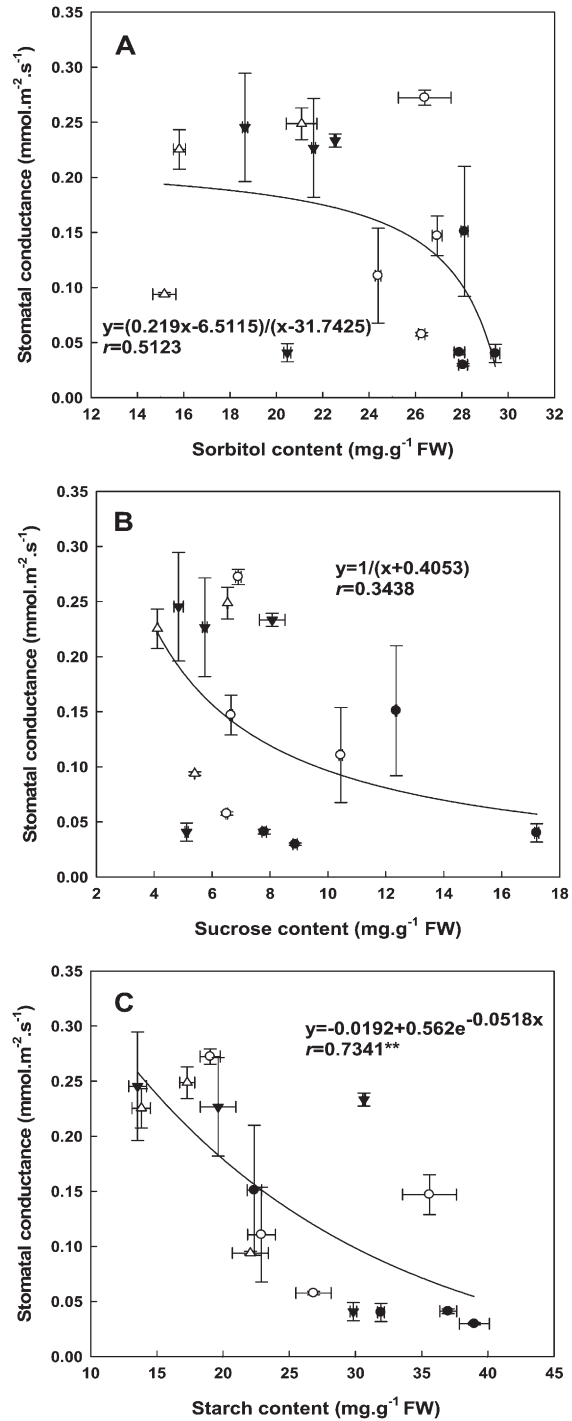 A
Stomatal conductance (mmol.m-2.s-1)
0.35
0.30
0.25
0.20
0.15
0.10
0.05
0.00
y=(0.219x-6.5115)/(x-31.7425)
r=0.5123
12 14 16 18 20 22 24 26 28 30 32
Sorbitol content (mg.g-1 FW)
B
Stomatal conductance (mmol.m-2.s-1)
0.35
0.30
0.25
0.20
0.15
0.10
0.05
0.00
y=1/(x+0.4053)
r=0.3438
2 4 6 8 10 12 14 16 18
Sucrose content (mg.g-1 FW)
C
Stomatal conductance (mmol.m-2.s-1)
0.35
0.30
0.25
0.20
0.15
0.10
0.05
0.00
y=-0.0192+0.562e-0.0518x
r=0.7341**
10 15 20 25 30 35 40 45
Starch content (mg.g-1 FW)